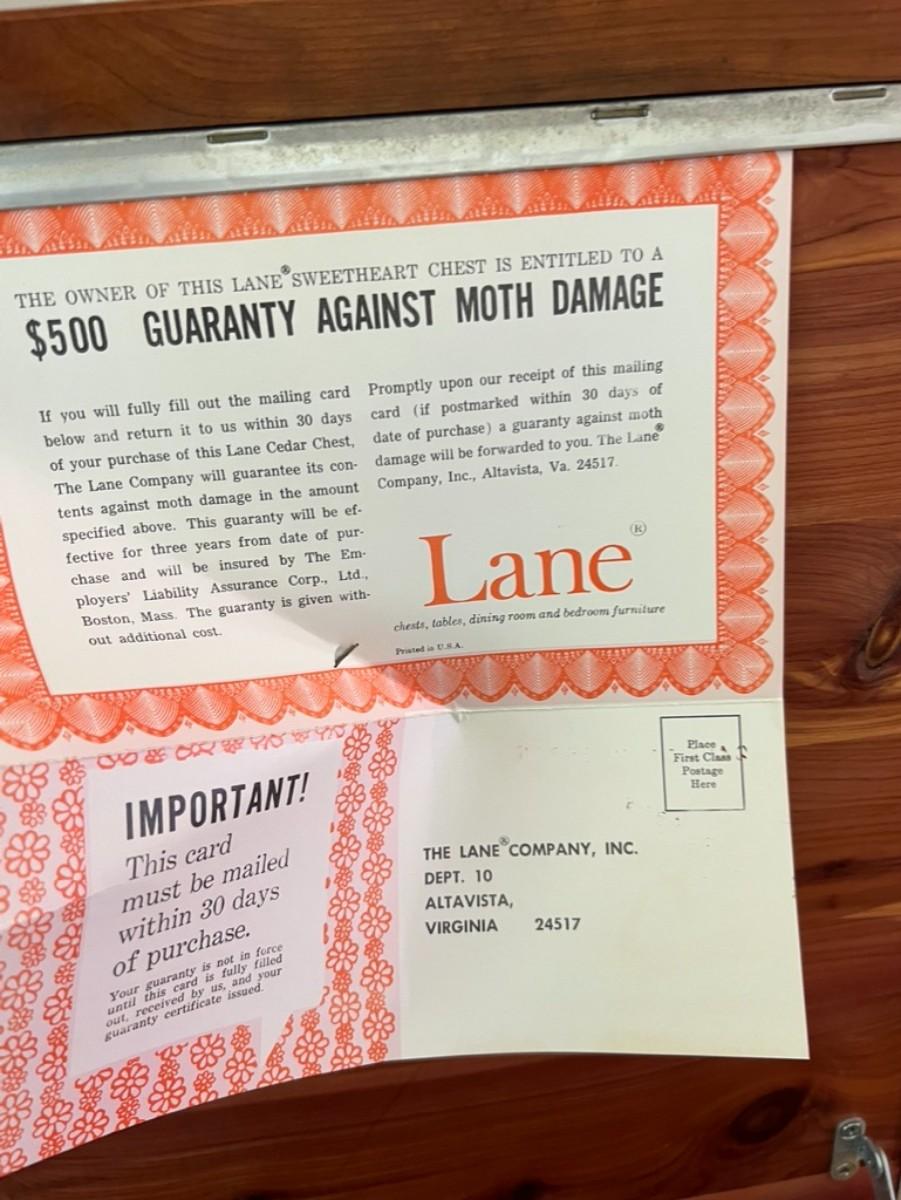 THE OWNER OF THIS LANE® SWEETHEART CHEST IS ENTITLED TO A
$500 GUARANTY AGAINST MOTH DAMAGE
If you will fully fill out the mailing card
below and return it to us within 30 days
of your purchase of this Lane Cedar Chest,
The Lane Company will guarantee its con-
tents against moth damage in the amount
specified above. This guaranty will be ef-
fective for three years from date of pur-
chase and will be insured by The Em-
ployers' Liability Assurance Corp., Ltd.,
Boston, Mass. The guaranty is given with-
out additional cost.
Promptly upon our receipt of this mailing
card (if postmarked within 30 days of
date of purchase) a guaranty against moth
damage will be forwarded to you. The Lane®
Company, Inc., Altavista, Va. 24517.
Lane®
chests, tables, dining room and bedroom furniture
Printed in U.S.A.
IMPORTANT!
This card
must be mailed
within 30 days
of purchase.
Your guaranty is not in force
until this card is fully filled
out, received by us, and your
guaranty certificate issued.
Place
First Class
Postage
Here
THE LANE® COMPANY, INC.
DEPT. 10
ALTAVISTA,
VIRGINIA 24517